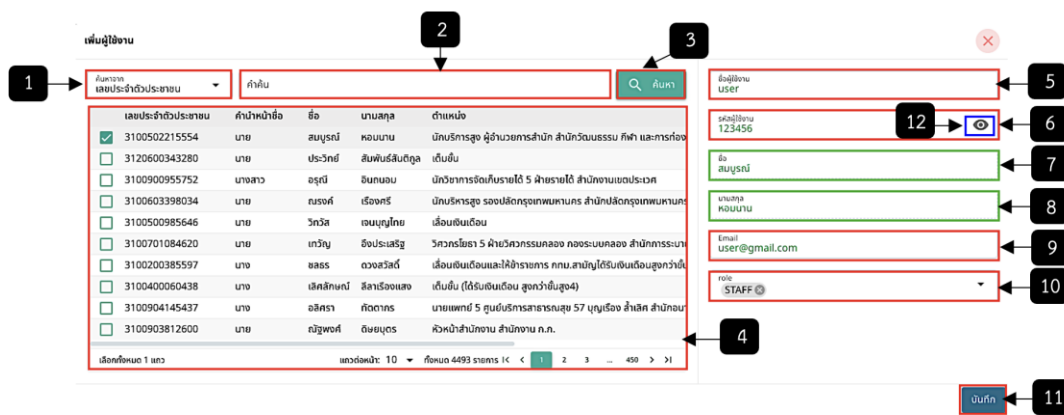 เพิ่มผู้ใช้งาน
2
3
1
ค้นหาจาก
เลขประจำตัวประชาชน
คำค้น
ค้นหา
เลขประจำตัวประชาชน คำนำหน้าชื่อ ชื่อ นามสกุล ตำแหน่ง
3100502215554 นาย สมบูรณ์ หอมนาน นักบริการสูง ผู้อำนวยการสำนัก สำนักวัฒนธรรม กีฬา และการท่อง
3120600343280 นาย ประวิทย์ สัมพันธ์สันติกูล เต็มขั้น
3100900955752 นางสาว อรุณี อินถนอม นักวิชาการจัดเก็บรายได้ 5 ฝ่ายรายได้ สำนักงานเขตประเวศ
3100603398034 นาย ณรงค์ เรืองศรี นักบริหารสูง รองปลัดกรุงเทพมหานคร สำนักปลัดกรุงเทพมหานคร
3100500985646 นาย วิทวัส เจนบุญไทย เลื่อนเงินเดือน
3100701084620 นาย เทวัญ อึงประเสริฐ วิศวกรโยธา 5 ฝ่ายวิศวกรรมคลอง กองระบบคลอง สำนักการระบาย
3100200385597 นาง ชลธร ดวงสวัสดิ์ เลื่อนเงินเดือนและให้ข้าราชการ กทม.สามัญได้รับเงินเดือนสูงกว่าขั้น
3100400060438 นาง เลิศลักษณ์ ลีลาเรืองแสง เต็มขั้น (ได้รับเงินเดือน สูงกว่าขั้นสูง4)
3100904145437 นาง อลิศรา ทัตตากร นายแพทย์ 5 ศูนย์บริการสาธารณสุข 57 บุญเรือง ล้ำเลิศ สำนักอนา
3100903812600 นาย ณัฐพงศ์ ดิษยบุตร หัวหน้าสำนักงาน สำนักงาน ก.ก.
เลือกทั้งหมด 1 แถว แถวต่อหน้า: 10 ทั้งหมด 4493 รายการ 1 2 3 ... 450
4
ชื่อผู้ใช้งาน
user
5
รหัสผู้ใช้งาน
123456
12
6
ชื่อ
สมบูรณ์
7
นามสกุล
หอมนาน
8
Email
user@gmail.com
9
role
STAFF
10
บันทึก
11